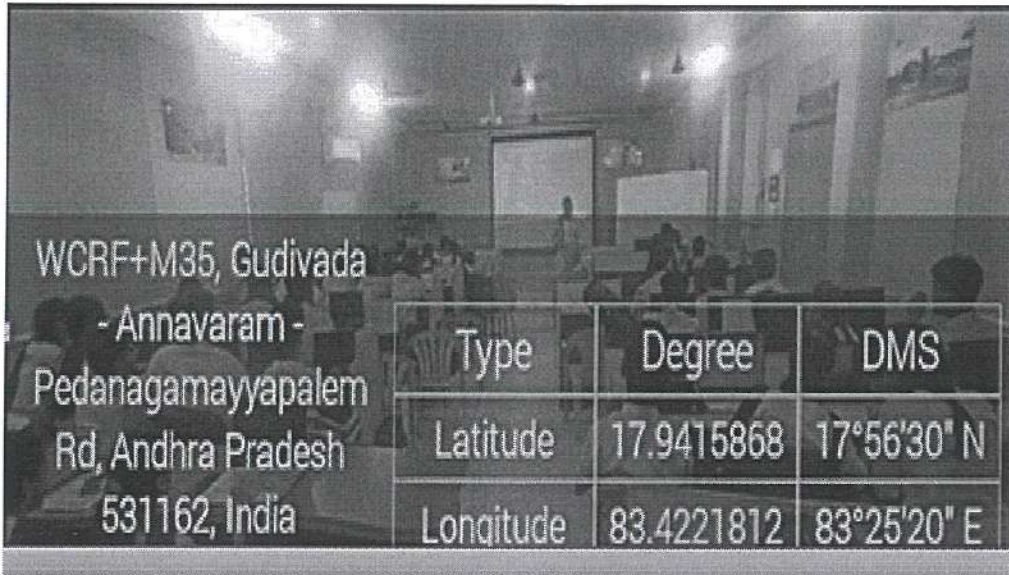 WCRF+M35, Gudivada
- Annavaram -
Pedanagamayyapalem
Rd, Andhra Pradesh
531162, India
Type Degree DMS
Latitude 17.9415868 17°56'30" N
Longitude 83.4221812 83°25'20" E